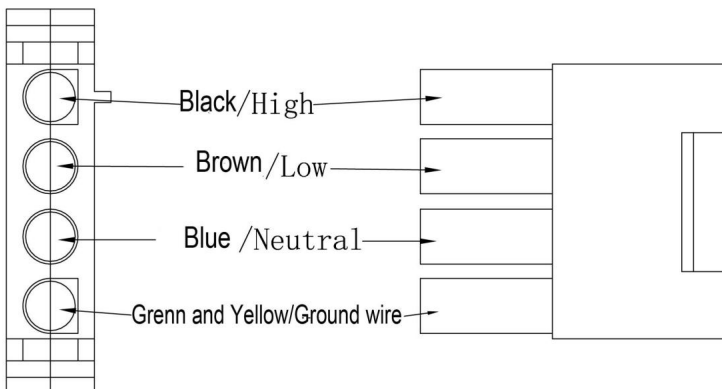 Black/High
Brown/Low
Blue /Neutral
Grenn and Yellow/Ground wire